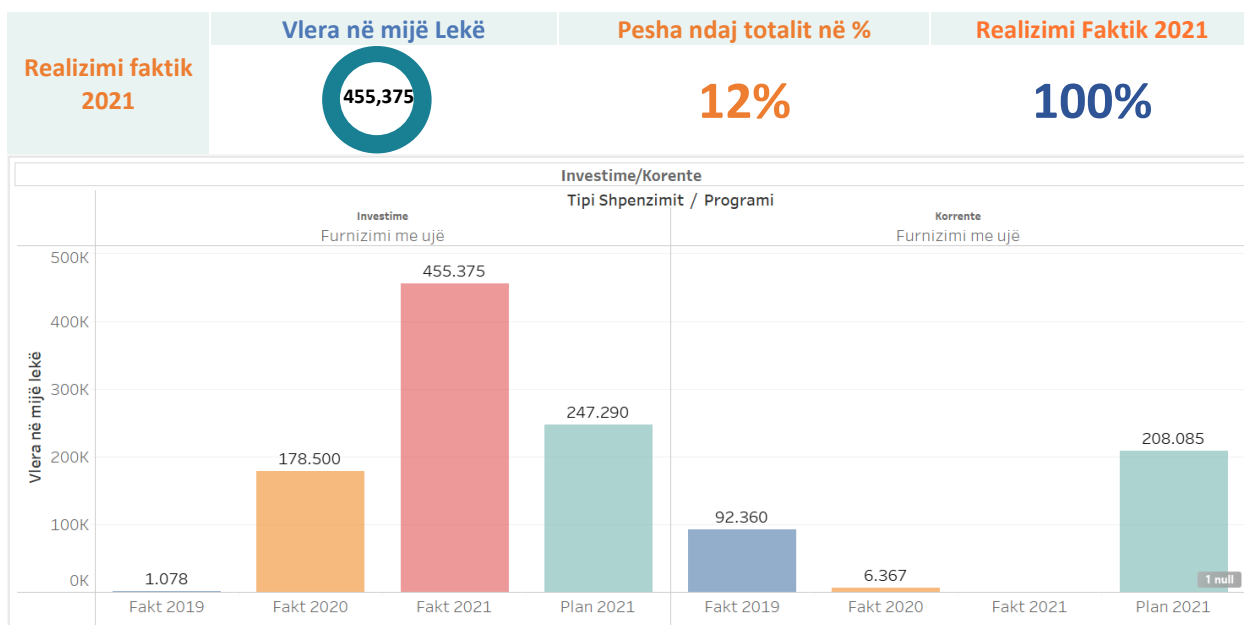 Realizimi faktik
2021
Vlera në mijë Lekë
Pesha ndaj totalit në %
Realizimi Faktik 2021
455,375
12%
100%
Investime/Korente
Tipi Shpenzimit / Programi
Investime
Korrente
Furnizimi me ujë
Furnizimi me ujë
Vlera në mijë lekë
500K
400K
300K
200K
100K
0K
1.078
178.500
455.375
247.290
92.360
6.367
208.085
1 null
Fakt 2019
Fakt 2020
Fakt 2021
Plan 2021
Fakt 2019
Fakt 2020
Fakt 2021
Plan 2021